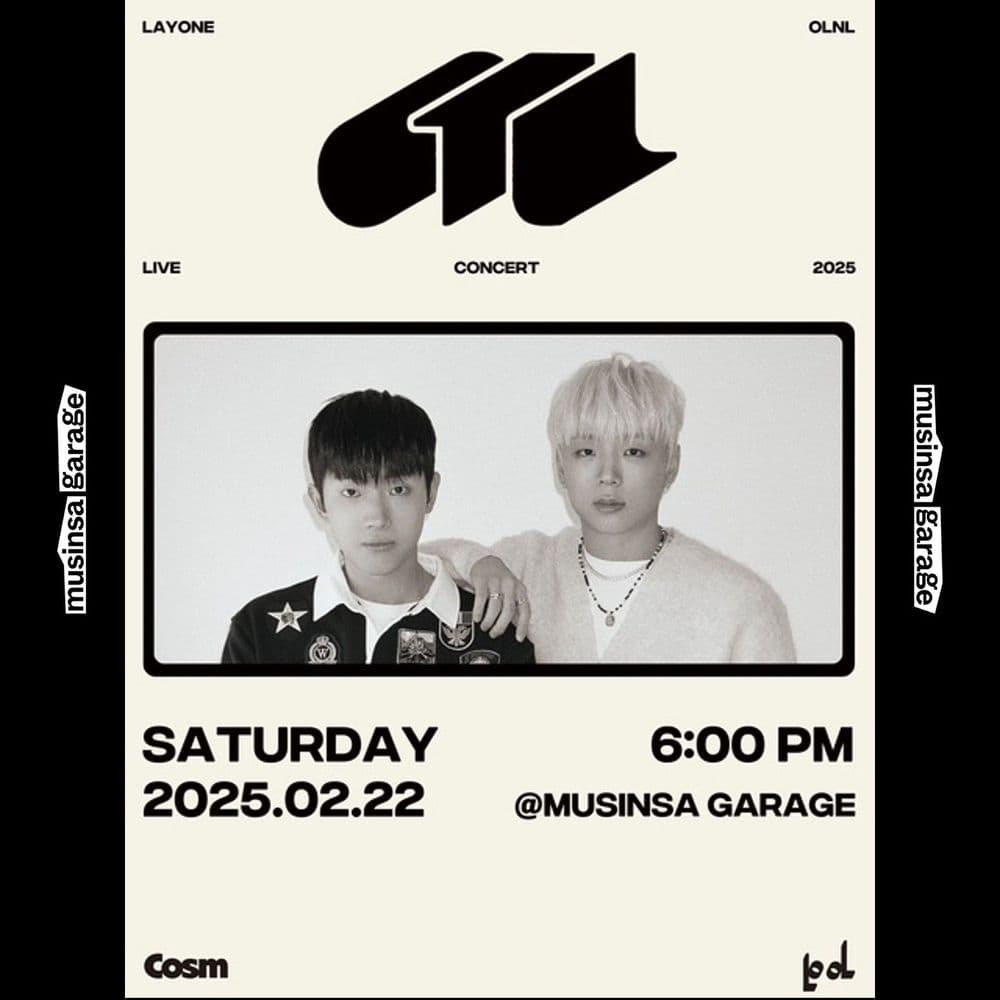 LAYONE OLNL
CTL
LIVE CONCERT 2025
musinsa garage
musinsa garage
W
SATURDAY 6:00 PM
2025.02.22 @MUSINSA GARAGE
Cosm